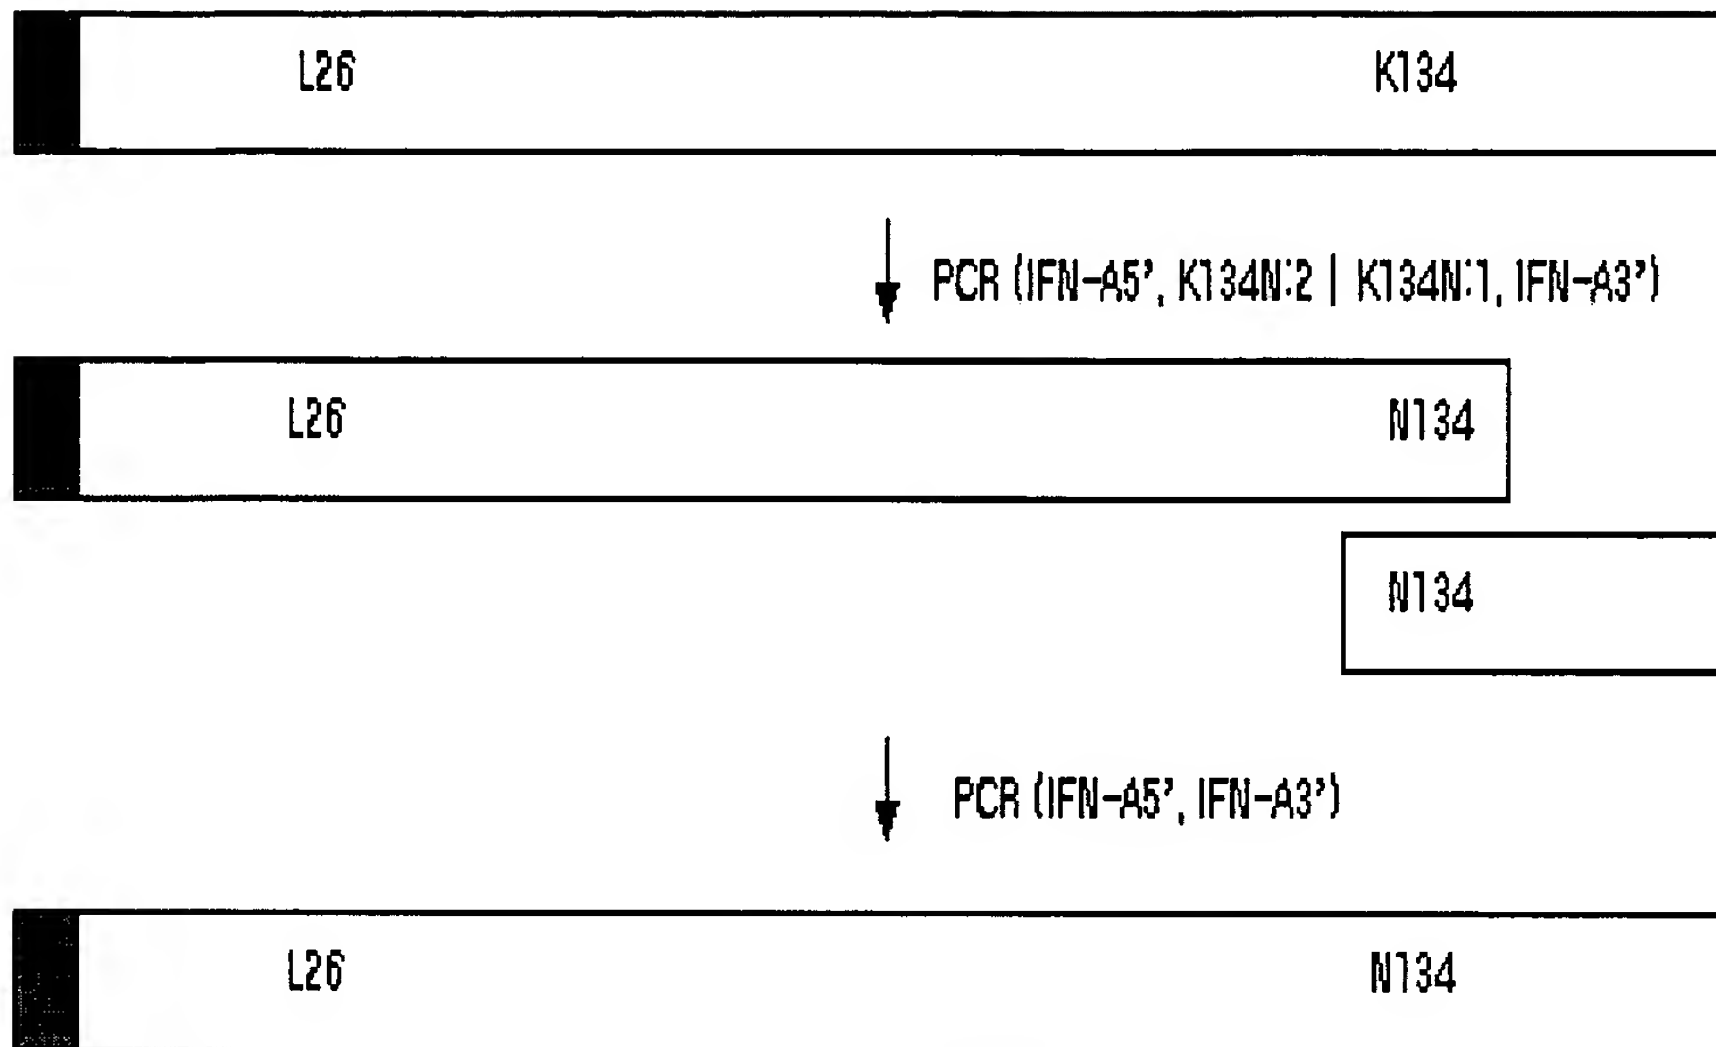 L26 K134
PCR (IFN-A5', K134N:2 | K134N:1, IFN-A3')
L26 N134
N134
PCR (IFN-A5', IFN-A3')
L26 N134